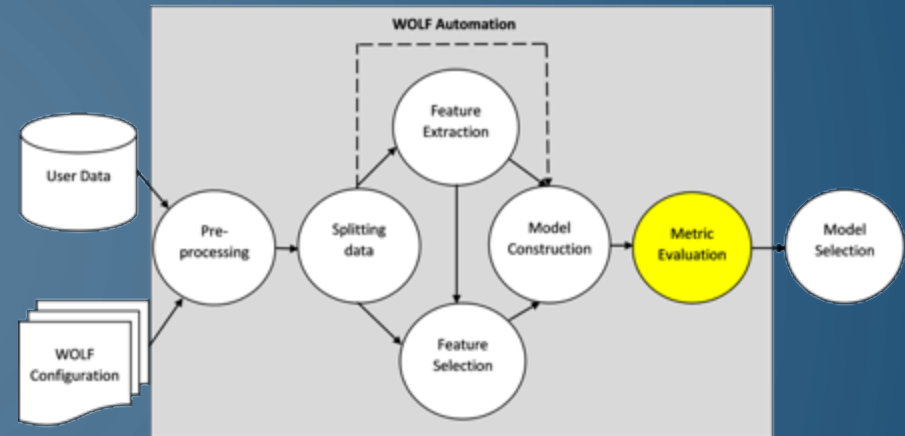 WOLF Automation
User Data
WOLF
Configuration
Pre-
processing
Splitting
data
Feature
Extraction
Feature
Selection
Model
Construction
Metric
Evaluation
Model
Selection